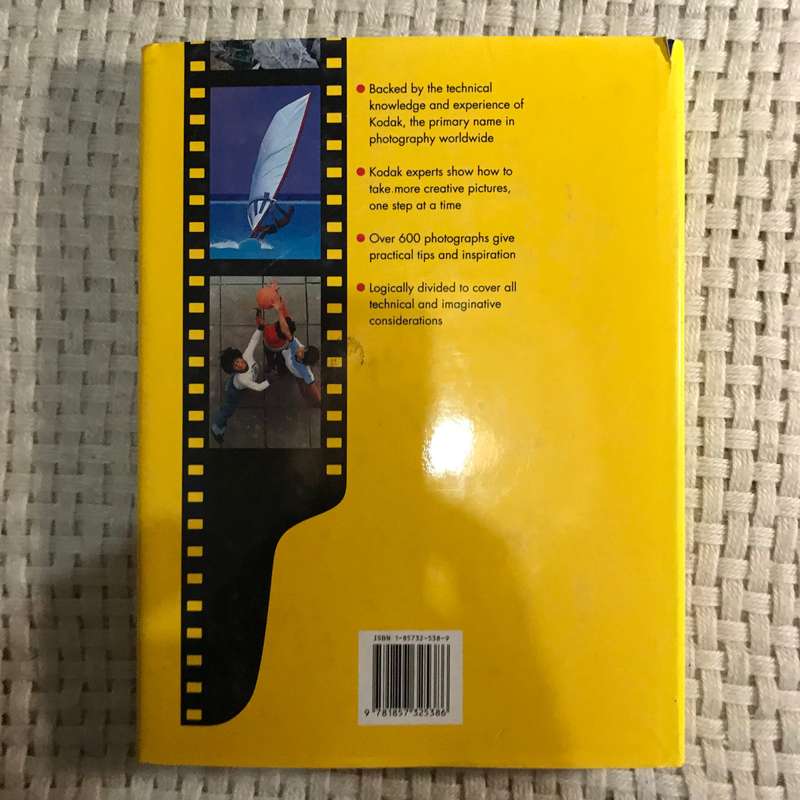 ● Backed by the technical
knowledge and experience of
Kodak, the primary name in
photography worldwide
● Kodak experts show how to
take more creative pictures,
one step at a time
● Over 600 photographs give
practical tips and inspiration
● Logically divided to cover all
technical and imaginative
considerations
ISBN 1-85732-538-9
9 781857 325386